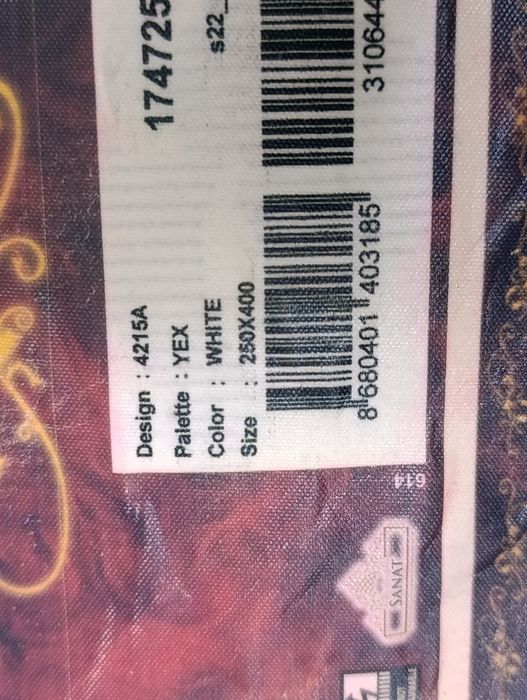 174725
s22_
310644
Design : 4215A
Palette : YEX
Color : WHITE
Size : 250X400
8 680401 403185
614
SANAT